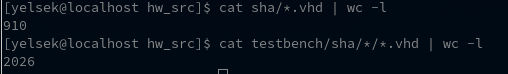 [yelsek@localhost hw_src]$ cat sha/*.vhd | wc -l
910
[yelsek@localhost hw_src]$ cat testbench/sha/*/*.vhd | wc -l
2026